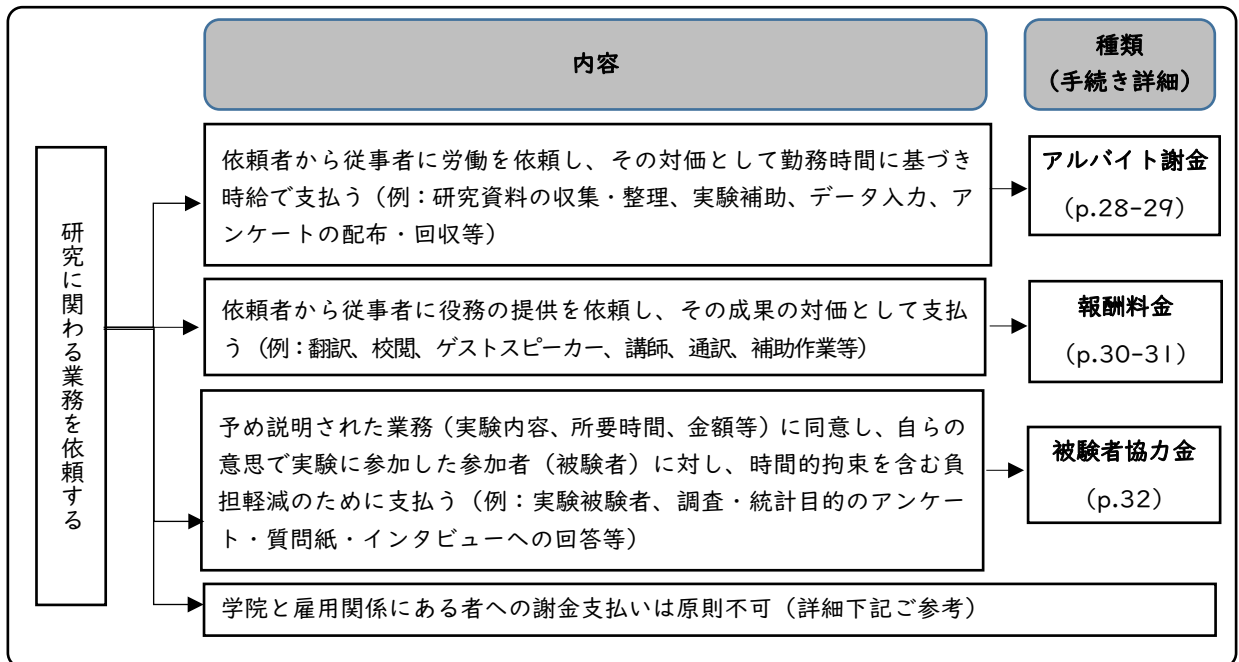 内容
種類
（手続き詳細）
研究に関わる業務を依頼する
依頼者から従事者に労働を依頼し、その対価として勤務時間に基づき
時給で支払う（例：研究資料の収集・整理、実験補助、データ入力、ア
ンケートの配布・回収等）
アルバイト謝金
（p.28-29）
依頼者から従事者に役務の提供を依頼し、その成果の対価として支払
う（例：翻訳、校閲、ゲストスピーカー、講師、通訳、補助作業等）
報酬料金
（p.30-31）
予め説明された業務（実験内容、所要時間、金額等）に同意し、自らの
意思で実験に参加した参加者（被験者）に対し、時間的拘束を含む負
担軽減のために支払う（例：実験被験者、調査・統計目的のアンケー
ト・質問紙・インタビューへの回答等）
被験者協力金
（p.32）
学院と雇用関係にある者への謝金支払いは原則不可（詳細下記ご参考）